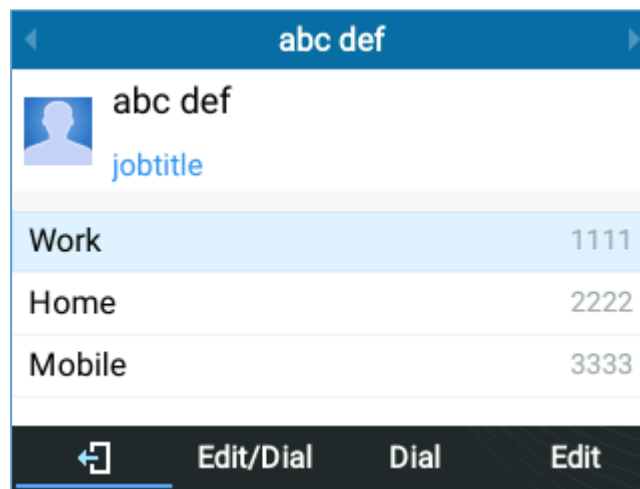 abc def
abc def
jobtitle
Work 1111
Home 2222
Mobile 3333
Edit/Dial Dial Edit